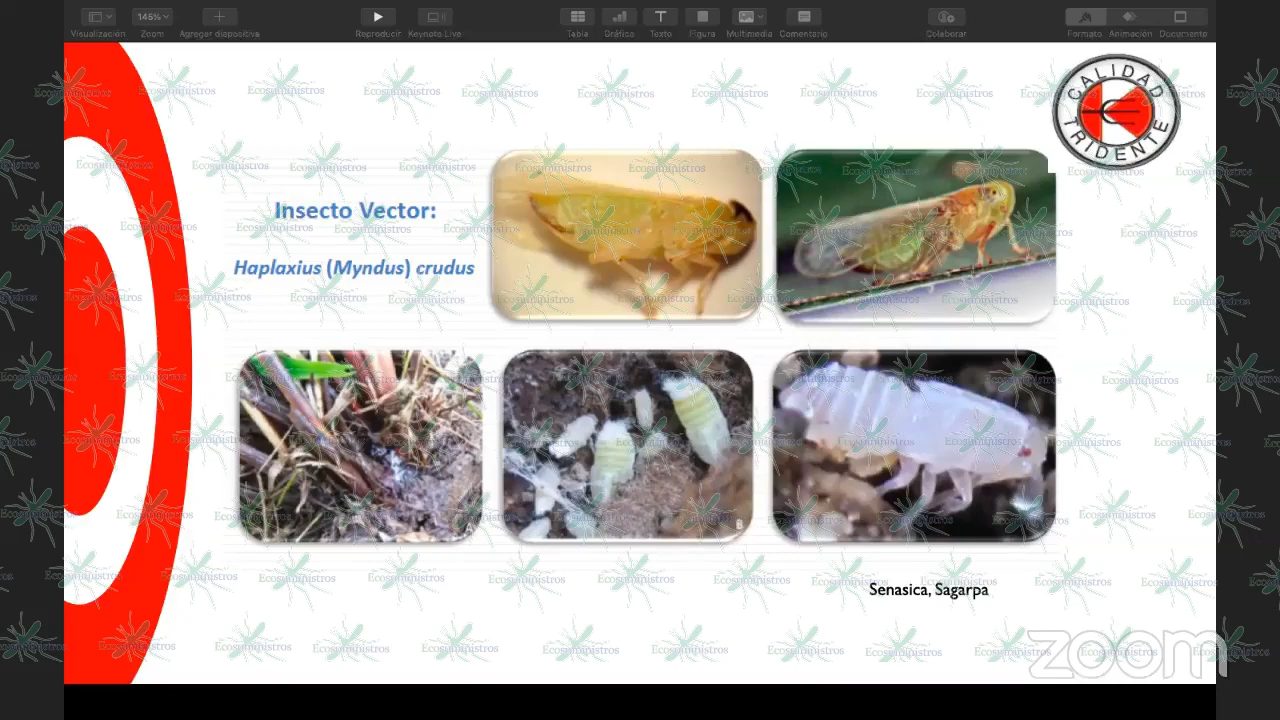 145%
Visualización
Zoom
Agregar diapositiva
Reproducir
Keynote Live
Tabla
Gráfica
Texto
Figura
Multimedia
Comentario
Colaborar
Formato
Animación
Documento
CALIDAD
TRIDENTE
Insecto Vector:
Haplaxius (Myndus) crudus
8
Senasica, Sagarpa
Ecosuministros
zoom